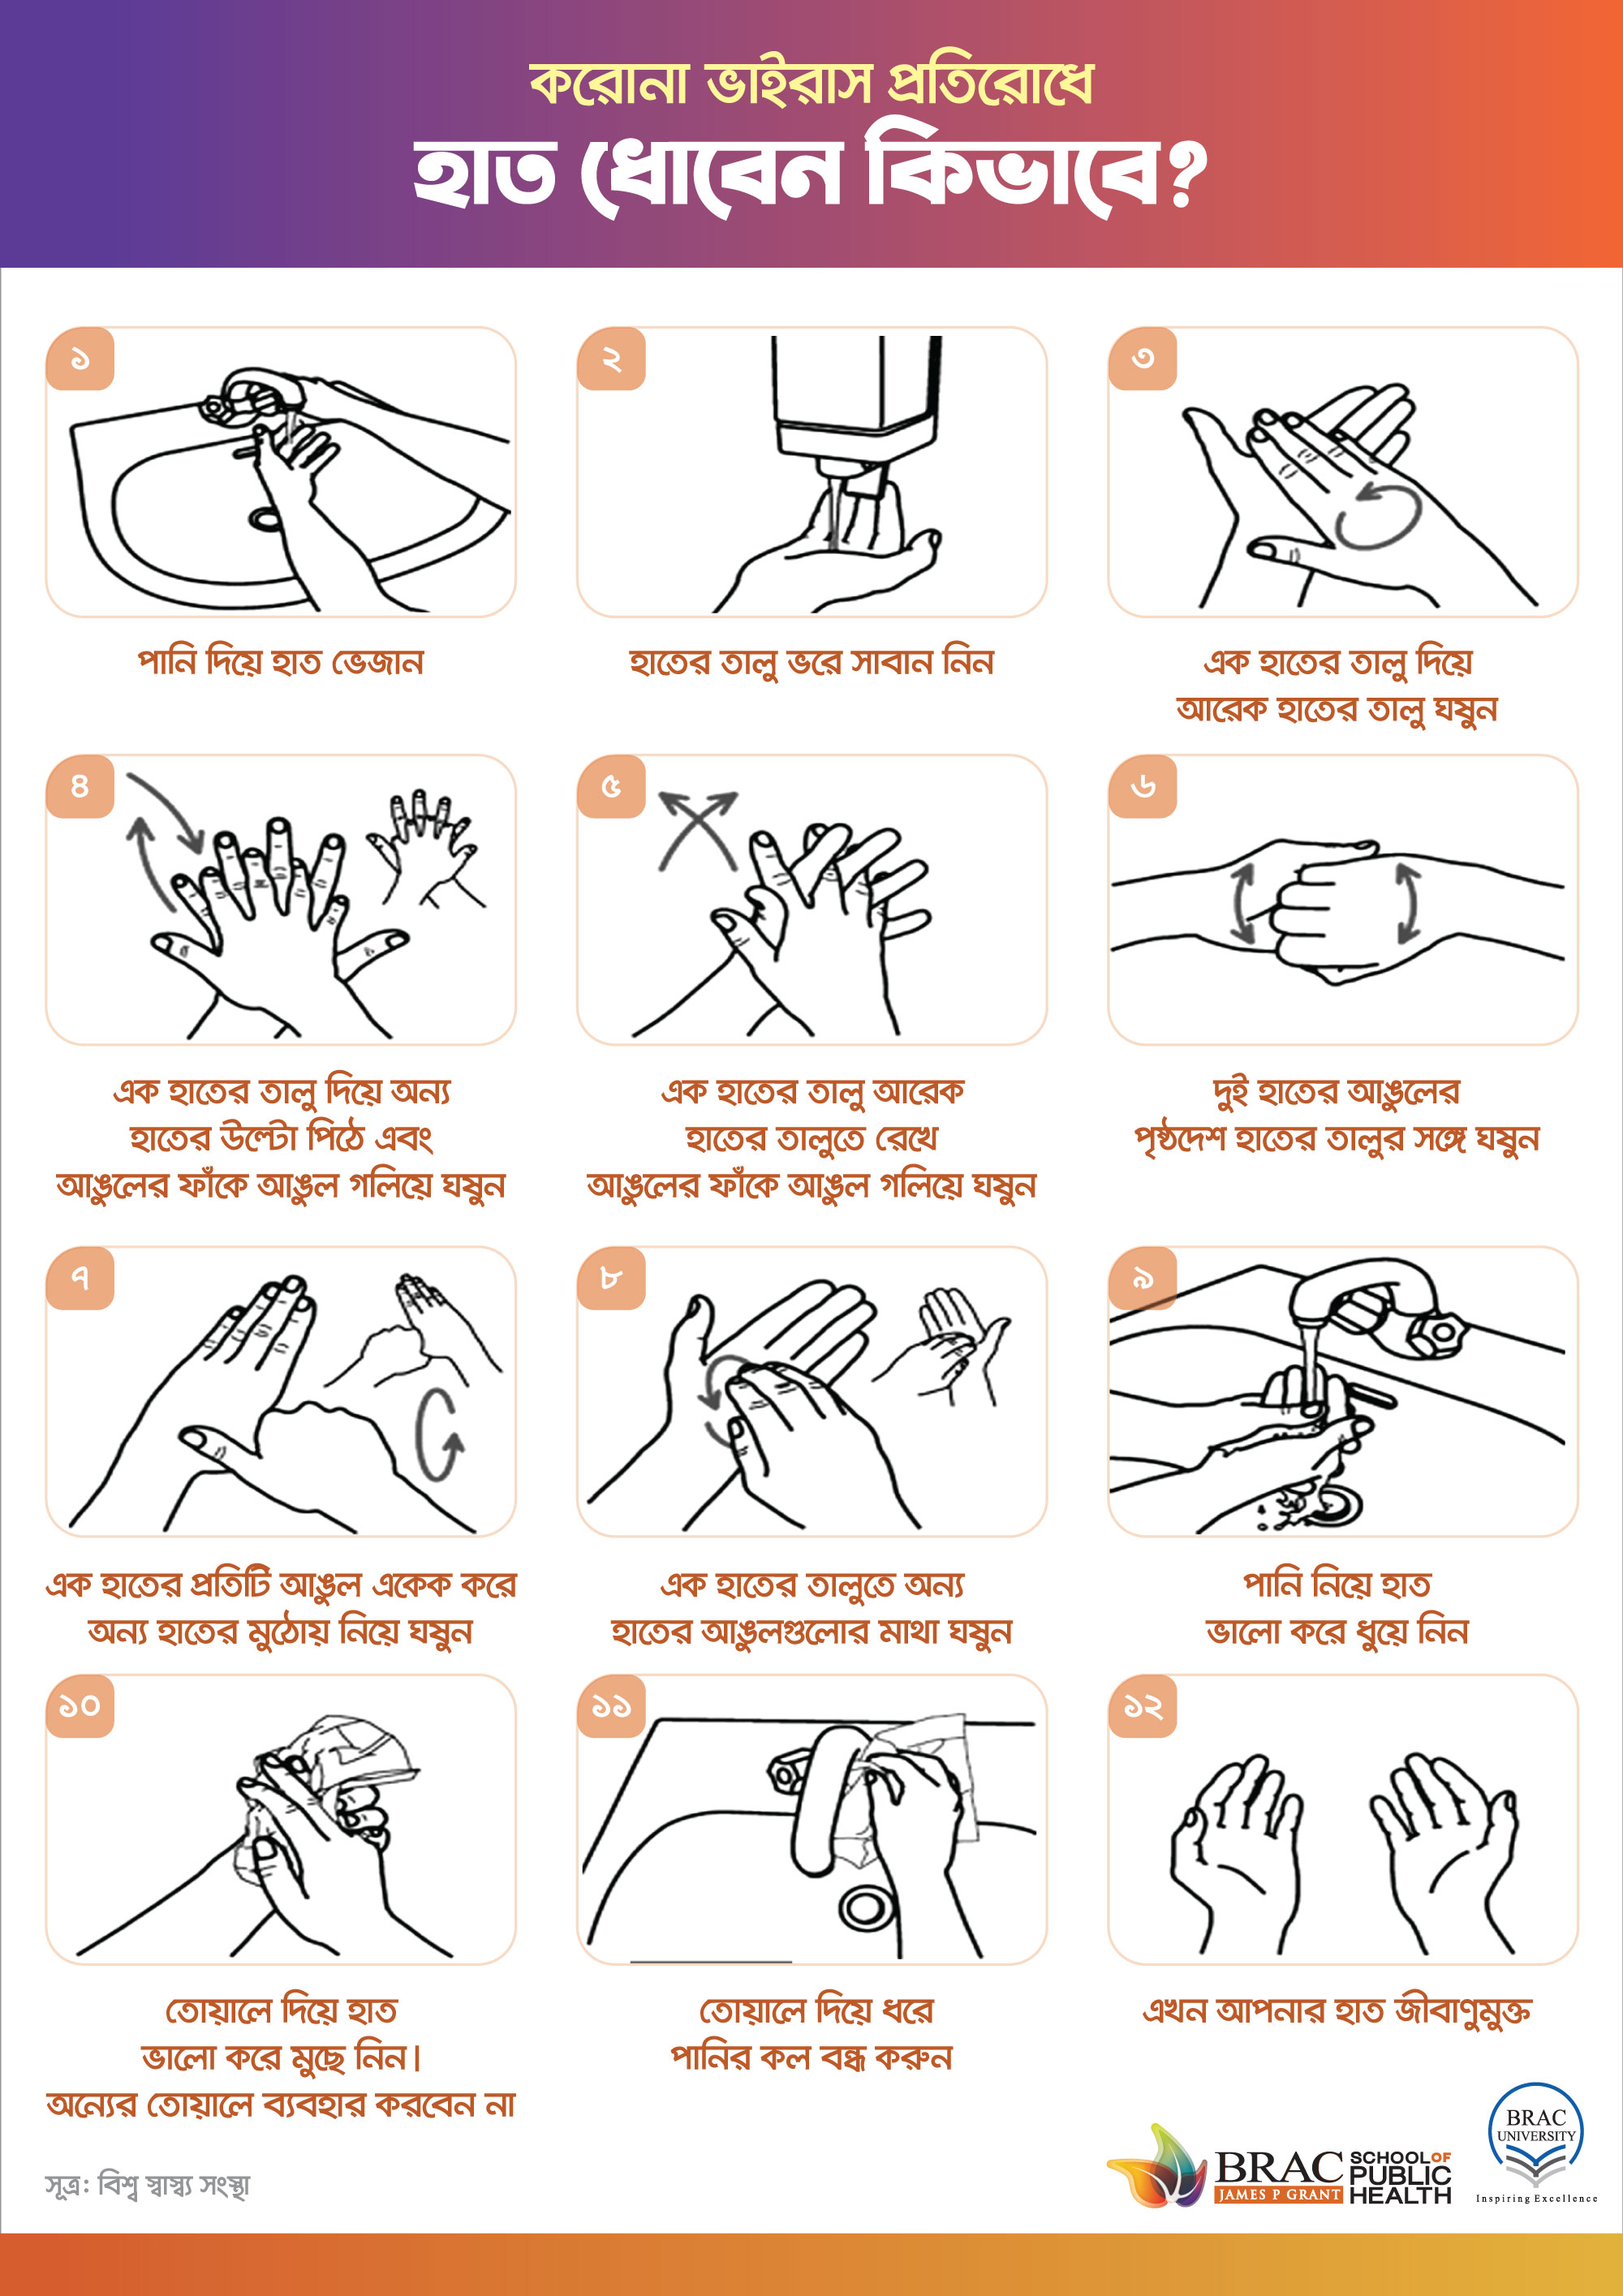 করোনা ভাইরাস প্রতিরোধে
হাত ধোবেন কিভাবে?
১
পানি দিয়ে হাত ভেজান
২
হাতের তালু ভরে সাবান নিন
৩
এক হাতের তালু দিয়ে
আরেক হাতের তালু ঘষুন
৪
এক হাতের তালু দিয়ে অন্য
হাতের উল্টো পিঠে এবং
আঙুলের ফাঁকে আঙুল গলিয়ে ঘষুন
৫
এক হাতের তালু আরেক
হাতের তালুতে রেখে
আঙুলের ফাঁকে আঙুল গলিয়ে ঘষুন
৬
দুই হাতের আঙুলের
পৃষ্ঠদেশ হাতের তালুর সঙ্গে ঘষুন
৭
এক হাতের প্রতিটি আঙুল একেক করে
অন্য হাতের মুঠোয় নিয়ে ঘষুন
৮
এক হাতের তালুতে অন্য
হাতের আঙুলগুলোর মাথা ঘষুন
৯
পানি নিয়ে হাত
ভালো করে ধুয়ে নিন
১০
তোয়ালে দিয়ে হাত
ভালো করে মুছে নিন।
অন্যের তোয়ালে ব্যবহার করবেন না
১১
তোয়ালে দিয়ে ধরে
পানির কল বন্ধ করুন
১২
এখন আপনার হাত জীবাণুমুক্ত
সূত্র: বিশ্ব স্বাস্থ্য সংস্থা
BRAC
JAMES P GRANT
SCHOOL OF
PUBLIC
HEALTH
BRAC
UNIVERSITY
Inspiring Excellence